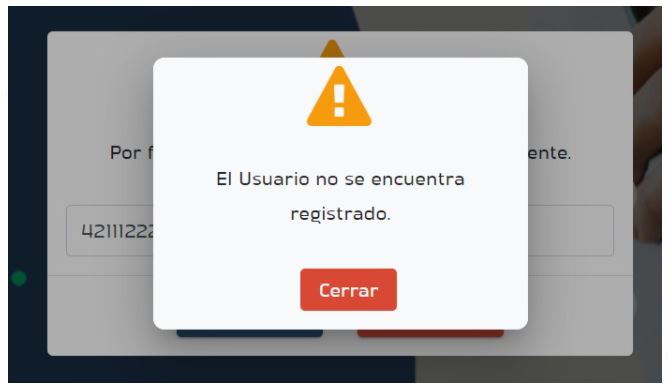 Por f ente.
El Usuario no se encuentra
registrado.
42111222
Cerrar